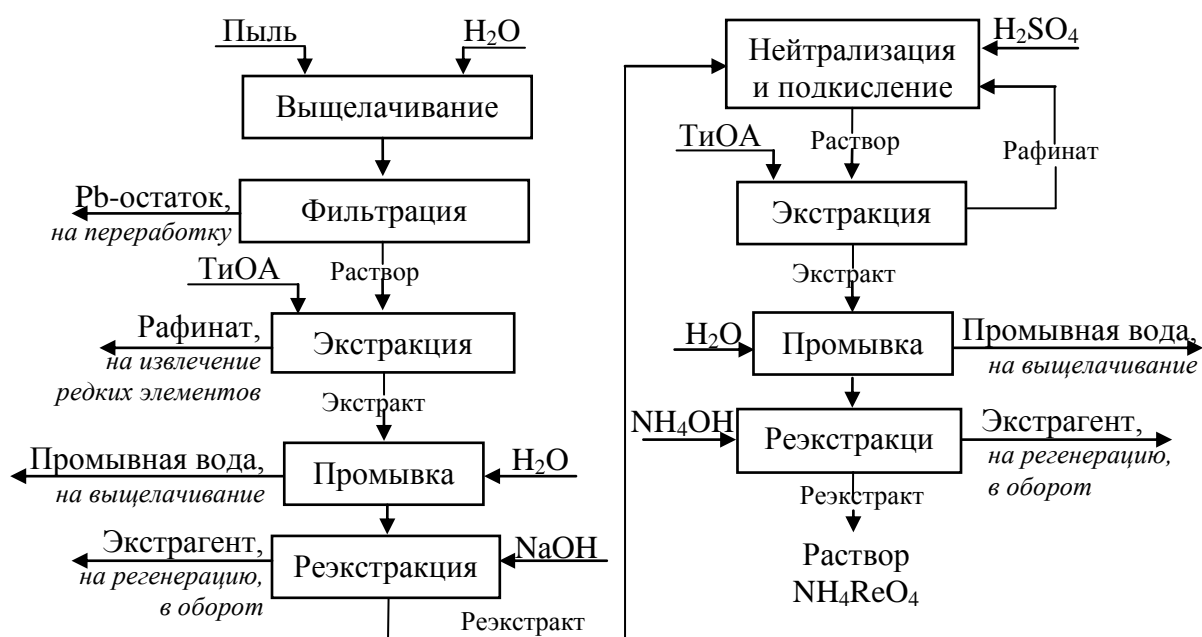 Пыль
H₂O
Выщелачивание
Pb-остаток,
на переработку
Фильтрация
Раствор
ТиОА
Рафинат,
на извлечение
редких элементов
Экстракция
Экстракт
Промывная вода,
на выщелачивание
Промывка
H₂O
Экстрагент,
на регенерацию,
в оборот
Реэкстракция
NaOH
Реэкстракт
Нейтрализация
и подкисление
H₂SO₄
Раствор
Рафинат
ТиОА
Экстракция
Экстракт
H₂O
Промывка
Промывная вода,
на выщелачивание
NH₄OH
Реэкстракци
Экстрагент,
на регенерацию,
в оборот
Реэкстракт
Раствор
NH₄ReO₄